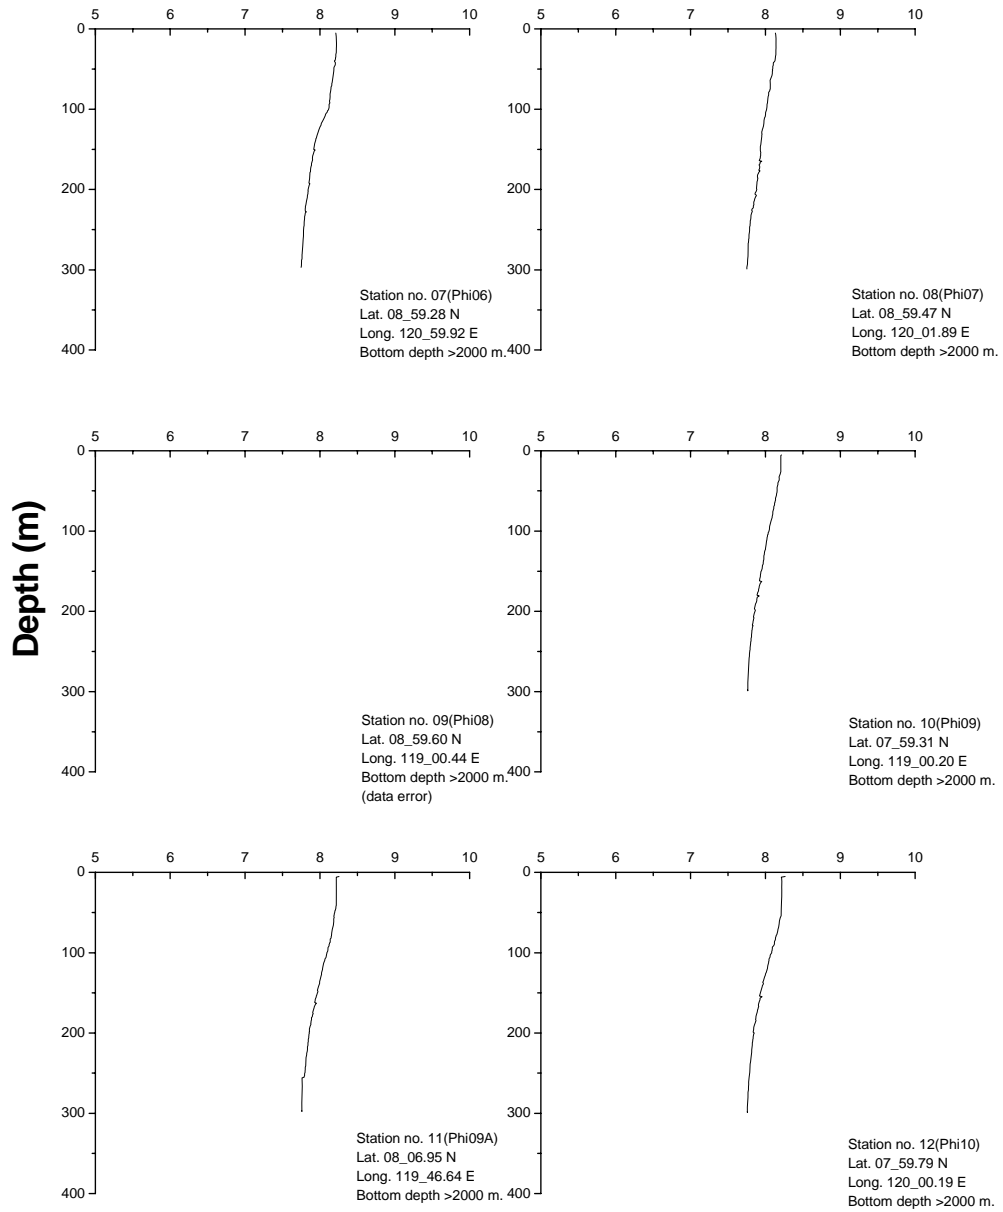 5 6 7 8 9 10
0
100
200
300
400
Station no. 07(Phi06)
Lat. 08_59.28 N
Long. 120_59.92 E
Bottom depth >2000 m.
5 6 7 8 9 10
0
100
200
300
400
Station no. 08(Phi07)
Lat. 08_59.47 N
Long. 120_01.89 E
Bottom depth >2000 m.
Depth (m)
5 6 7 8 9 10
0
100
200
300
400
Station no. 09(Phi08)
Lat. 08_59.60 N
Long. 119_00.44 E
Bottom depth >2000 m.
(data error)
5 6 7 8 9 10
0
100
200
300
400
Station no. 10(Phi09)
Lat. 07_59.31 N
Long. 119_00.20 E
Bottom depth >2000 m.
5 6 7 8 9 10
0
100
200
300
400
Station no. 11(Phi09A)
Lat. 08_06.95 N
Long. 119_46.64 E
Bottom depth >2000 m.
5 6 7 8 9 10
0
100
200
300
400
Station no. 12(Phi10)
Lat. 07_59.79 N
Long. 120_00.19 E
Bottom depth >2000 m.